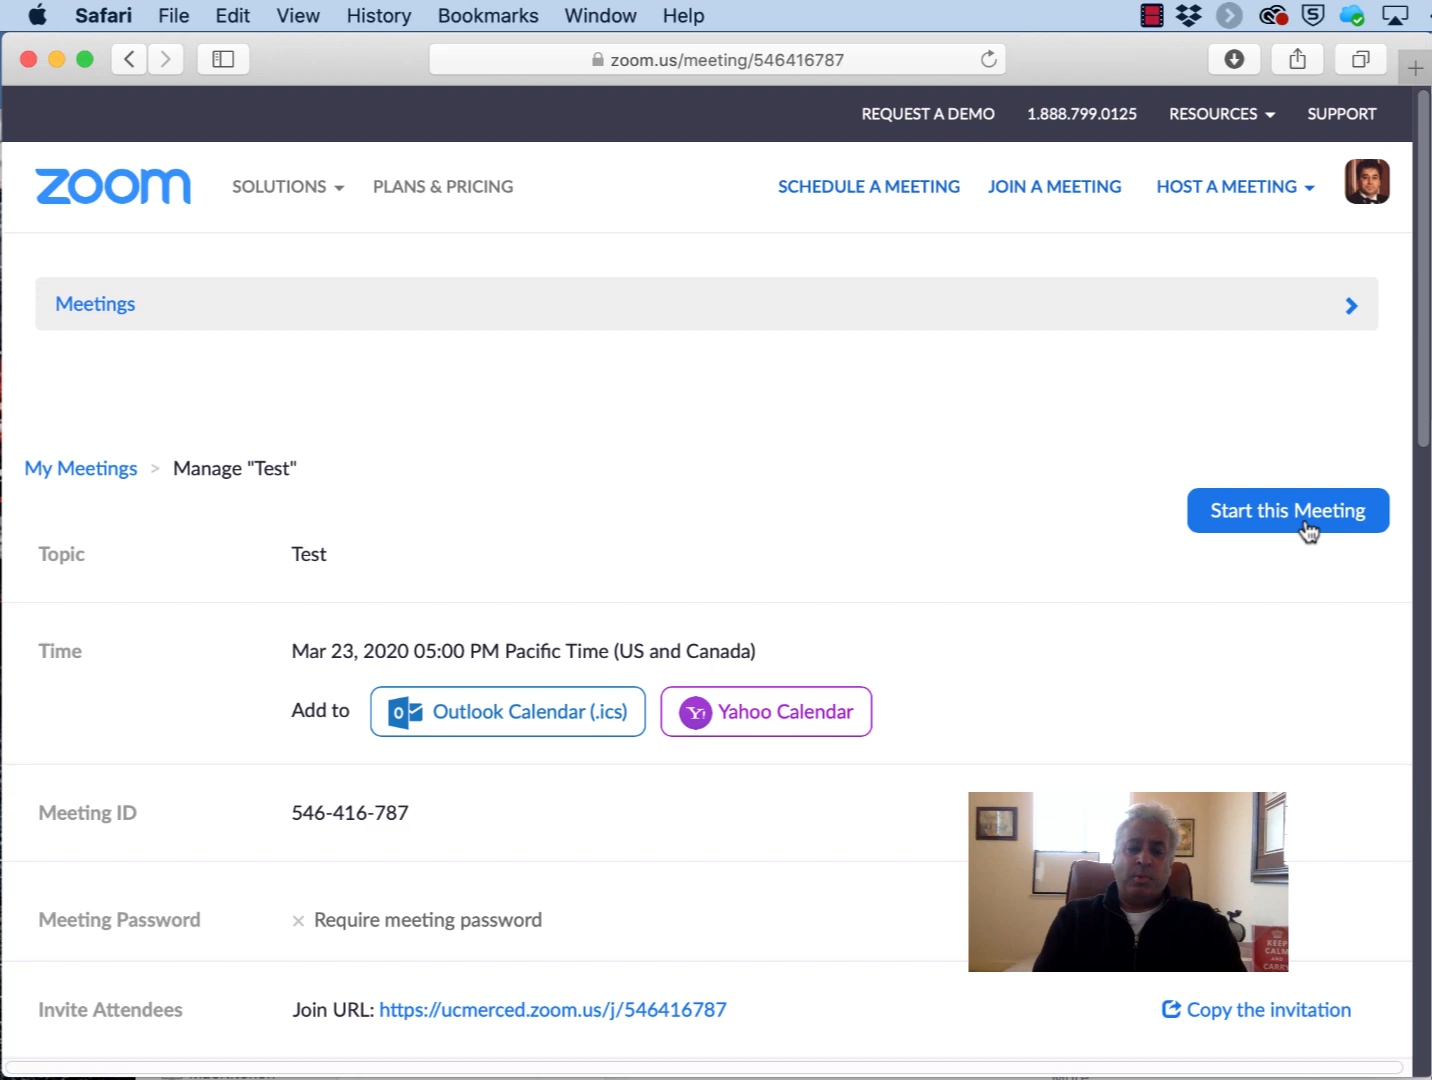 Safari File Edit View History Bookmarks Window Help
zoom.us/meeting/546416787
REQUEST A DEMO 1.888.799.0125 RESOURCES SUPPORT
zoom SOLUTIONS PLANS & PRICING SCHEDULE A MEETING JOIN A MEETING HOST A MEETING
Meetings
My Meetings > Manage "Test"
Start this Meeting
Topic Test
Time Mar 23, 2020 05:00 PM Pacific Time (US and Canada)
Add to Outlook Calendar (.ics) Yahoo Calendar
Meeting ID 546-416-787
Meeting Password × Require meeting password
KEEP
CALM
AND
CARRY
Invite Attendees Join URL: https://ucmerced.zoom.us/j/546416787 Copy the invitation